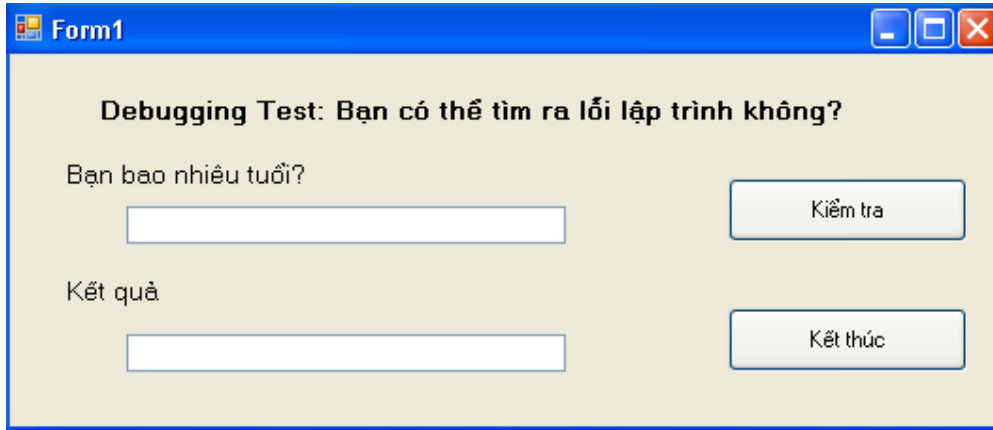 Form1
Debugging Test: Bạn có thể tìm ra lỗi lập trình không?
Bạn bao nhiêu tuổi?
Kiểm tra
Kết quả
Kết thúc